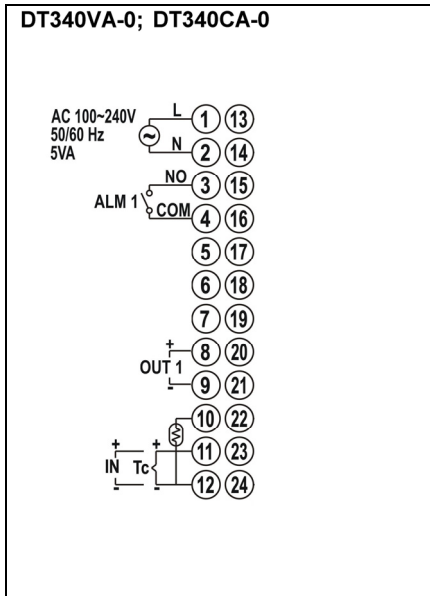 DT340VA-0; DT340CA-0
AC 100~240V
50/60 Hz
5VA
L
N
~
1 13
2 14
ALM 1
NO
COM
3 15
4 16
5 17
6 18
7 19
+
OUT 1
-
8 20
9 21
10 22
+ +
IN Tc
- -
11 23
12 24